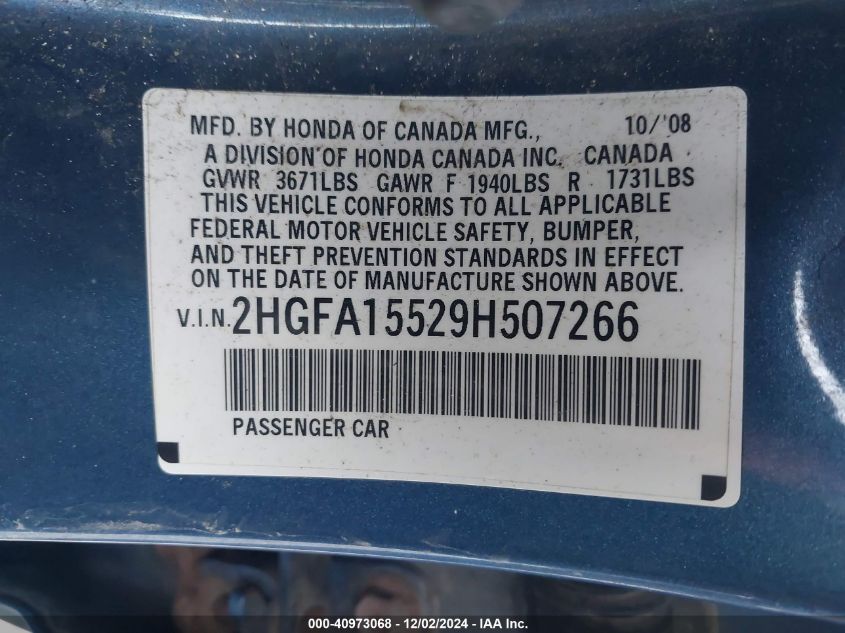 MFD. BY HONDA OF CANADA MFG., 10/'08
A DIVISION OF HONDA CANADA INC. CANADA
GVWR 3671LBS GAWR F 1940LBS R 1731LBS
THIS VEHICLE CONFORMS TO ALL APPLICABLE
FEDERAL MOTOR VEHICLE SAFETY, BUMPER,
AND THEFT PREVENTION STANDARDS IN EFFECT
ON THE DATE OF MANUFACTURE SHOWN ABOVE.
V.I.N. 2HGFA15529H507266
PASSENGER CAR
000-40973068 - 12/02/2024 - IAA Inc.